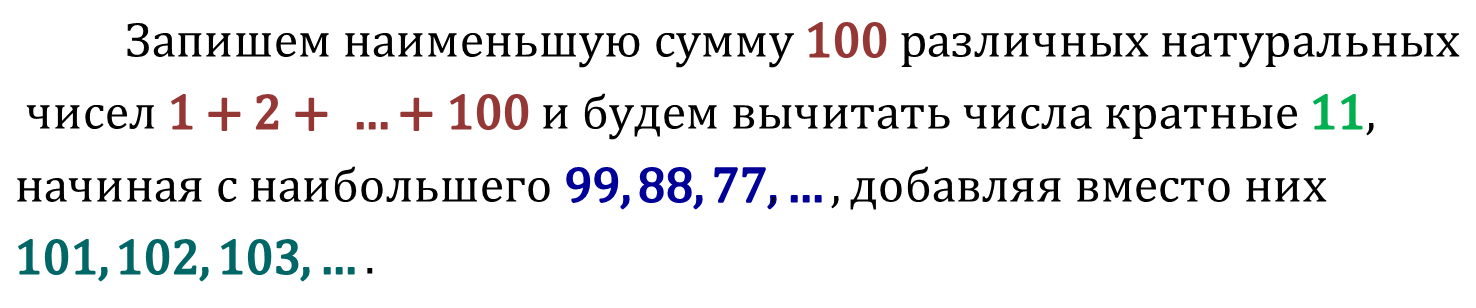 Запишем наименьшую сумму 100 различных натуральных
чисел 1 + 2 + ... + 100 и будем вычитать числа кратные 11,
начиная с наибольшего 99, 88, 77, ... , добавляя вместо них
101, 102, 103, ... .